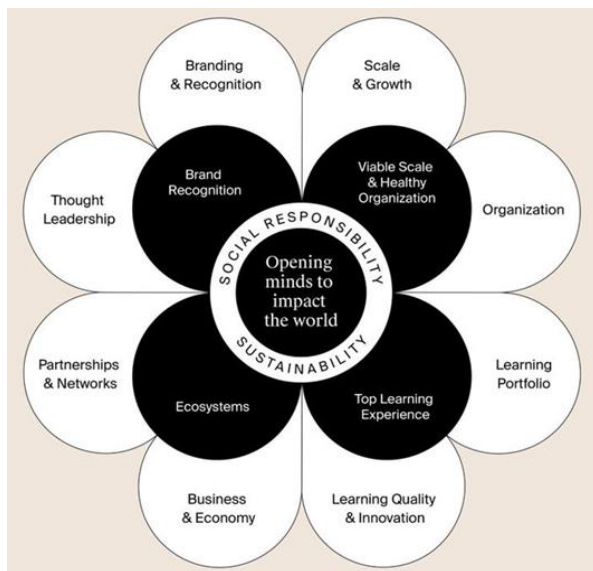 Branding
& Recognition
Scale
& Growth
Brand
Recognition
Viable Scale
& Healthy
Organization
Thought
Leadership
Organization
SOCIAL RESPONSIBILITY
Opening
minds to
impact
the world
SUSTAINABILITY
Partnerships
& Networks
Ecosystems
Top Learning
Experience
Learning
Portfolio
Business
& Economy
Learning Quality
& Innovation